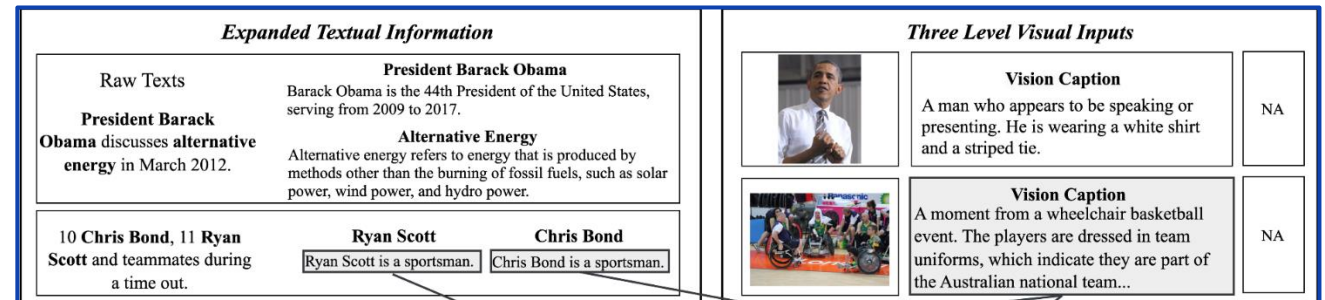 Expanded Textual Information
Raw Texts
President Barack
Obama discusses alternative
energy in March 2012.
President Barack Obama
Barack Obama is the 44th President of the United States,
serving from 2009 to 2017.
Alternative Energy
Alternative energy refers to energy that is produced by
methods other than the burning of fossil fuels, such as solar
power, wind power, and hydro power.
10 Chris Bond, 11 Ryan
Scott and teammates during
a time out.
Ryan Scott
Ryan Scott is a sportsman.
Chris Bond
Chris Bond is a sportsman.
Three Level Visual Inputs
Vision Caption
A man who appears to be speaking or
presenting. He is wearing a white shirt
and a striped tie.
NA
Panasonic
Vision Caption
A moment from a wheelchair basketball
event. The players are dressed in team
uniforms, which indicate they are part of
the Australian national team...
NA